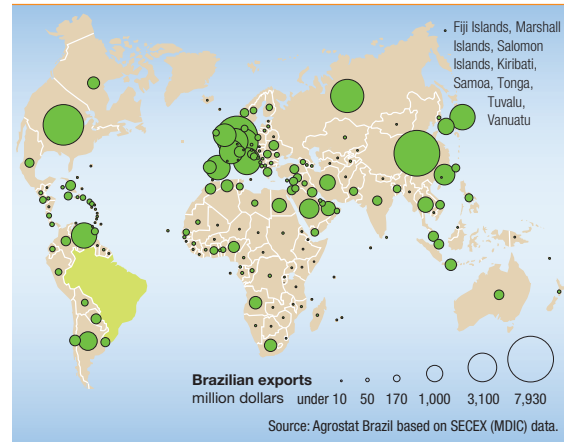 Fiji Islands, Marshall
Islands, Salomon
Islands, Kiribati,
Samoa, Tonga,
Tuvalu,
Vanuatu
Brazilian exports
million dollars under 10 50 170 1,000 3,100 7,930
Source: Agrostat Brazil based on SECEX (MDIC) data.